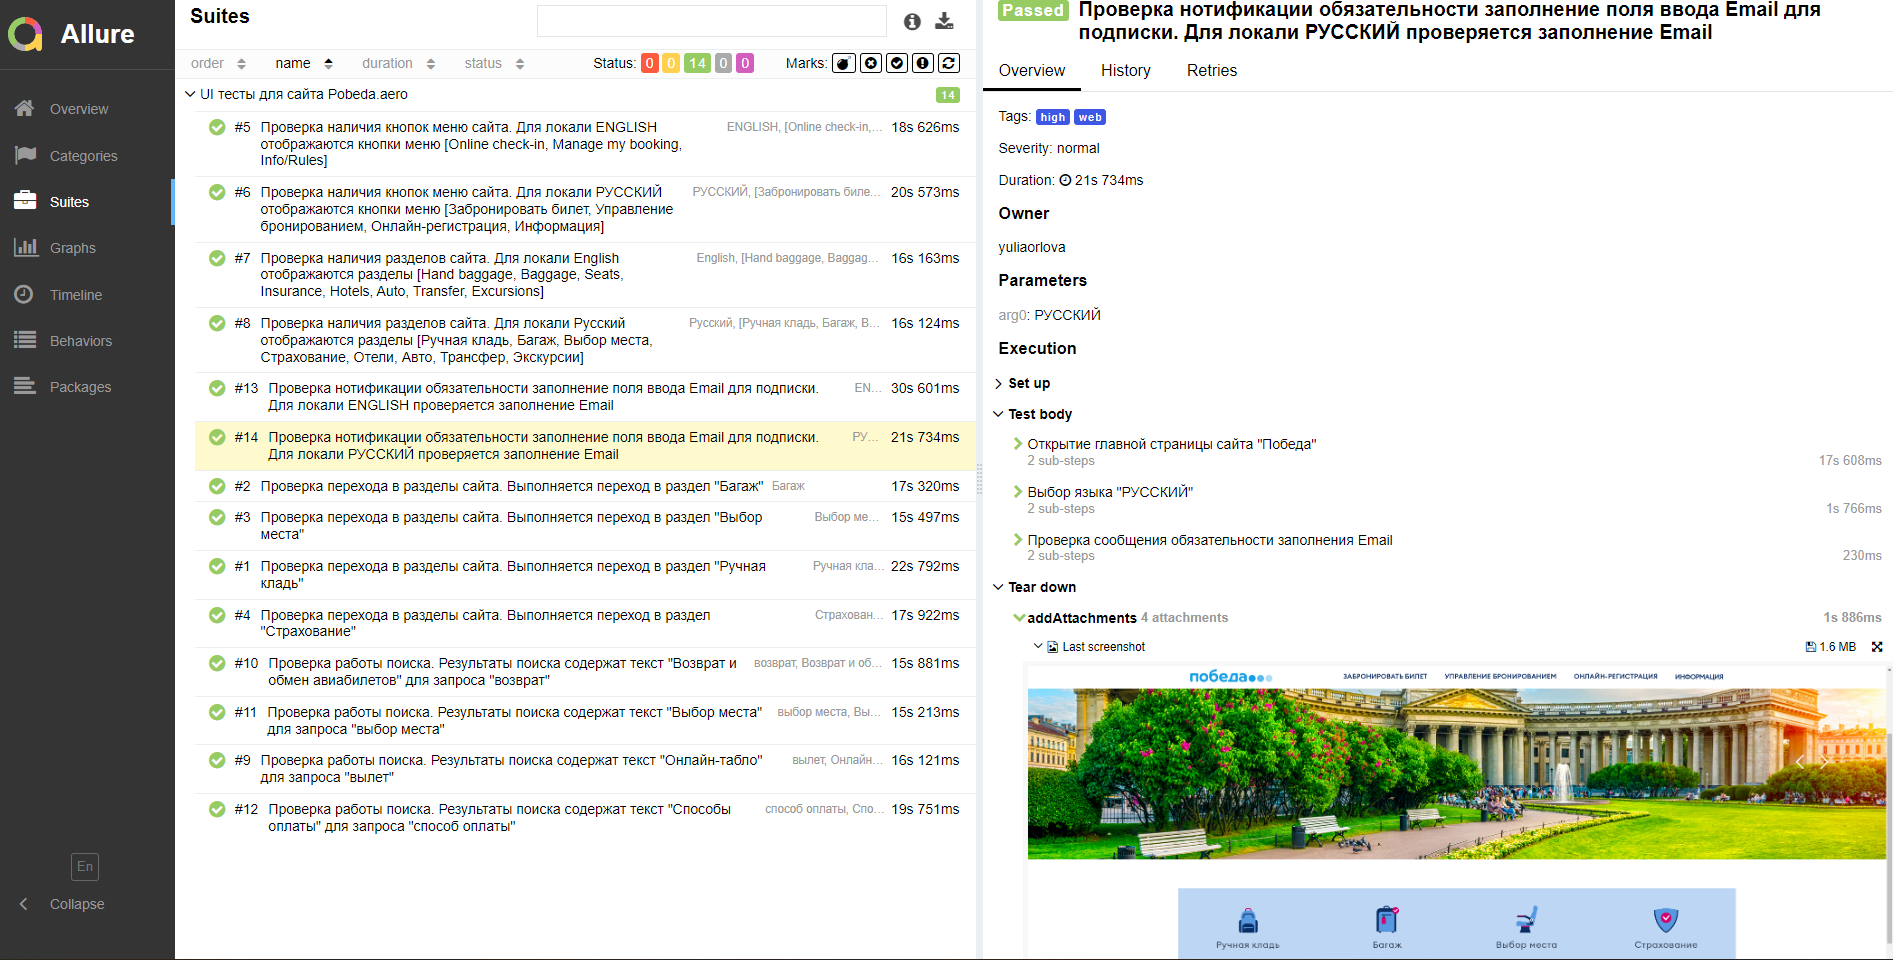 Allure
Overview
Categories
Suites
Graphs
Timeline
Behaviors
Packages
En
Collapse
Suites
order name duration status Status: 0 0 14 0 0 Marks:
UI тесты для сайта Pobeda.aero 14
#5 Проверка наличия кнопок меню сайта. Для локали ENGLISH ENGLISH, [Online check-in,... 18s 626ms
отображаются кнопки меню [Online check-in, Manage my booking,
Info/Rules]
#6 Проверка наличия кнопок меню сайта. Для локали РУССКИЙ РУССКИЙ, [Забронировать биле... 20s 573ms
отображаются кнопки меню [Забронировать билет, Управление
бронированием, Онлайн-регистрация, Информация]
#7 Проверка наличия разделов сайта. Для локали English English, [Hand baggage, Baggag... 16s 163ms
отображаются разделы [Hand baggage, Baggage, Seats,
Insurance, Hotels, Auto, Transfer, Excursions]
#8 Проверка наличия разделов сайта. Для локали Русский Русский, [Ручная кладь, Багаж, В... 16s 124ms
отображаются разделы [Ручная кладь, Багаж, Выбор места,
Страхование, Отели, Авто, Трансфер, Экскурсии]
#13 Проверка нотификации обязательности заполнение поля ввода Email для подписки. EN... 30s 601ms
Для локали ENGLISH проверяется заполнение Email
#14 Проверка нотификации обязательности заполнение поля ввода Email для подписки. РУ... 21s 734ms
Для локали РУССКИЙ проверяется заполнение Email
#2 Проверка перехода в разделы сайта. Выполняется переход в раздел "Багаж" Багаж 17s 320ms
#3 Проверка перехода в разделы сайта. Выполняется переход в раздел "Выбор Выбор ме... 15s 497ms
места"
#1 Проверка перехода в разделы сайта. Выполняется переход в раздел "Ручная Ручная кла... 22s 792ms
кладь"
#4 Проверка перехода в разделы сайта. Выполняется переход в раздел Страхован... 17s 922ms
"Страхование"
#10 Проверка работы поиска. Результаты поиска содержат текст "Возврат и возврат, Возврат и об... 15s 881ms
обмен авиабилетов" для запроса "возврат"
#11 Проверка работы поиска. Результаты поиска содержат текст "Выбор места" выбор места, Вы... 15s 213ms
для запроса "выбор места"
#9 Проверка работы поиска. Результаты поиска содержат текст "Онлайн-табло" вылет, Онлайн... 16s 121ms
для запроса "вылет"
#12 Проверка работы поиска. Результаты поиска содержат текст "Способы способ оплаты, Спо... 19s 751ms
оплаты" для запроса "способ оплаты"
Passed Проверка нотификации обязательности заполнение поля ввода Email для
подписки. Для локали РУССКИЙ проверяется заполнение Email
Overview History Retries
Tags: high web
Severity: normal
Duration: 21s 734ms
Owner
yuliaorlova
Parameters
arg0: РУССКИЙ
Execution
Set up
Test body
Открытие главной страницы сайта "Победа"
2 sub-steps 17s 608ms
Выбор языка "РУССКИЙ"
2 sub-steps 1s 766ms
Проверка сообщения обязательности заполнения Email
2 sub-steps 230ms
Tear down
addAttachments 4 attachments 1s 886ms
Last screenshot 1.6 MB
победа ЗАБРОНИРОВАТЬ БИЛЕТ УПРАВЛЕНИЕ БРОНИРОВАНИЕМ ОНЛАЙН-РЕГИСТРАЦИЯ ИНФОРМАЦИЯ
Ручная кладь Багаж Выбор места Страхование